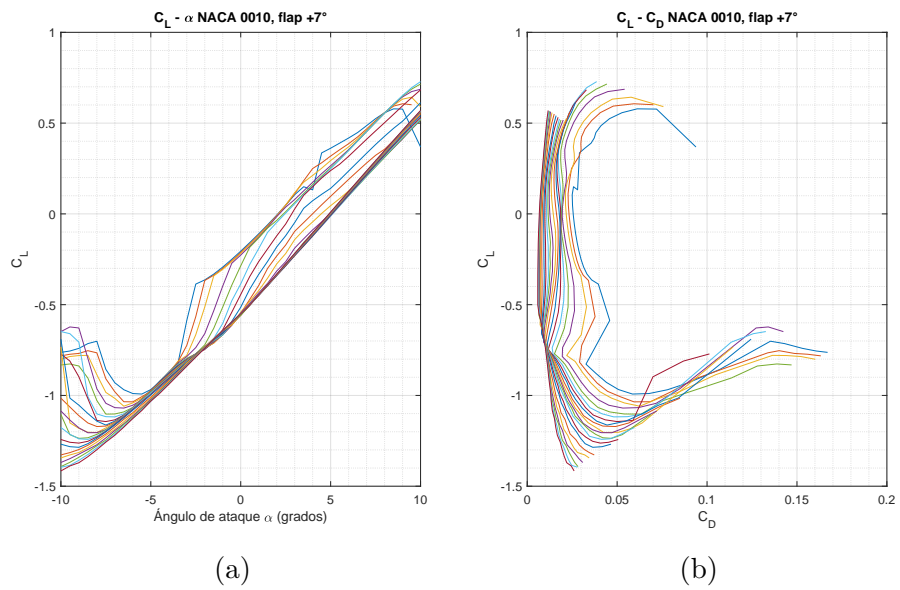 C_L - α NACA 0010, flap +7°
1
0.5
0
-0.5
-1
-1.5
C_L
-10
-5
0
5
10
Ángulo de ataque α (grados)
(a)
C_L - C_D NACA 0010, flap +7°
1
0.5
0
-0.5
-1
-1.5
C_L
0
0.05
0.1
0.15
0.2
C_D
(b)